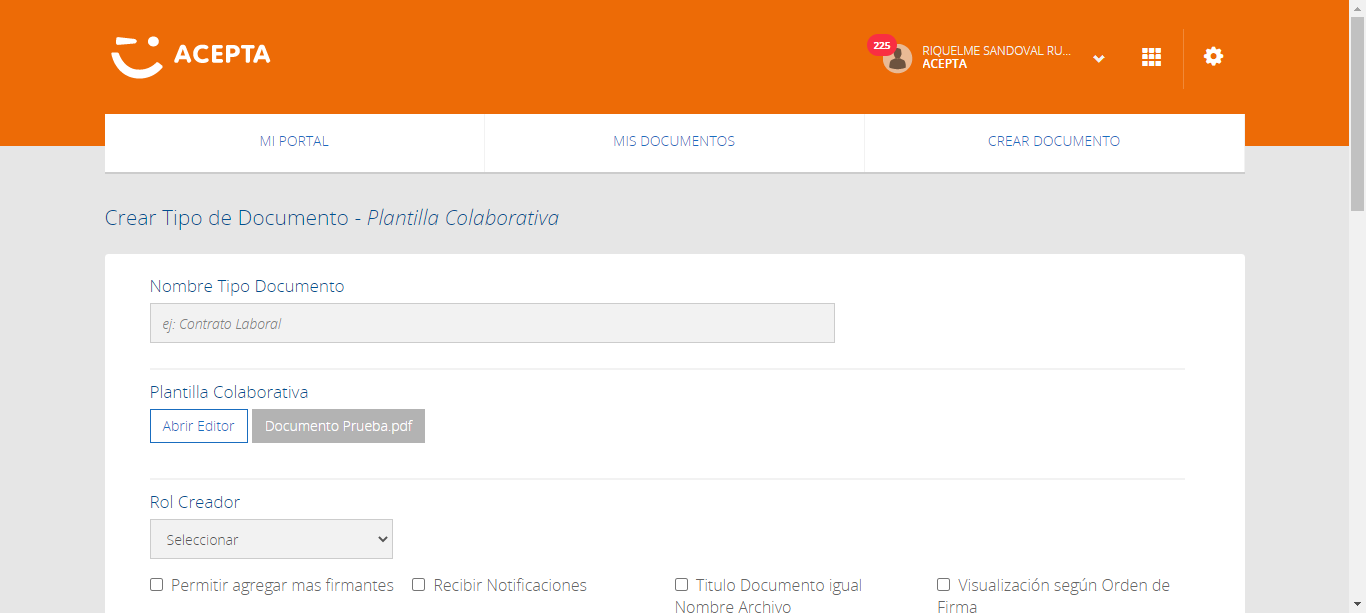 ACEPTA
225
RIQUELME SANDOVAL RU...
ACEPTA
MI PORTAL
MIS DOCUMENTOS
CREAR DOCUMENTO
Crear Tipo de Documento - Plantilla Colaborativa
Nombre Tipo Documento
ej: Contrato Laboral
Plantilla Colaborativa
Abrir Editor
Documento Prueba.pdf
Rol Creador
Seleccionar
Permitir agregar mas firmantes
Recibir Notificaciones
Titulo Documento igual
Nombre Archivo
Visualización según Orden de
Firma